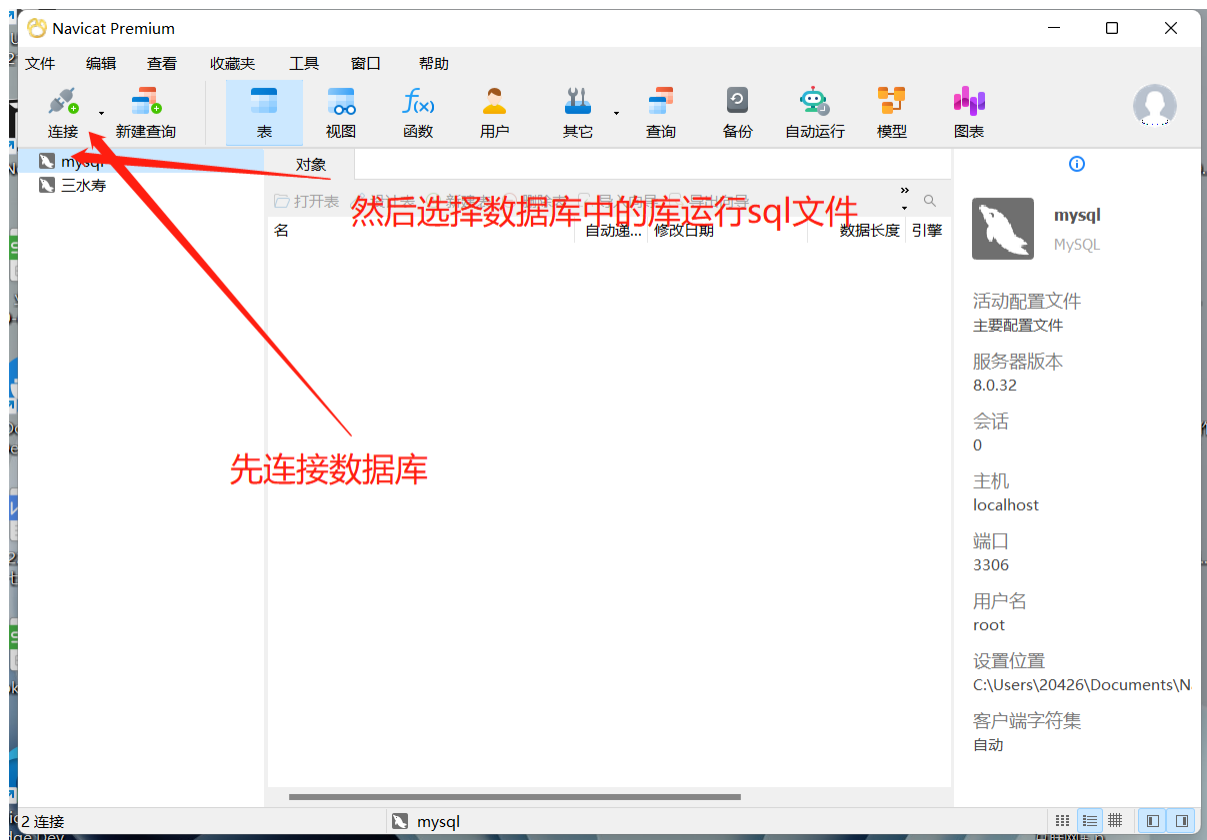 Navicat Premium
文件 编辑 查看 收藏夹 工具 窗口 帮助
连接 新建查询 表 视图 函数 用户 其它 查询 备份 自动运行 模型 图表
mysql
三水寿
对象
打开表
然后选择数据库中的库运行sql文件
名 自动递... 修改日期 数据长度 引擎
先连接数据库
mysql
MySQL
活动配置文件
主要配置文件
服务器版本
8.0.32
会话
0
主机
localhost
端口
3306
用户名
root
设置位置
C:\Users\20426\Documents\Na
客户端字符集
自动
2 连接 mysql